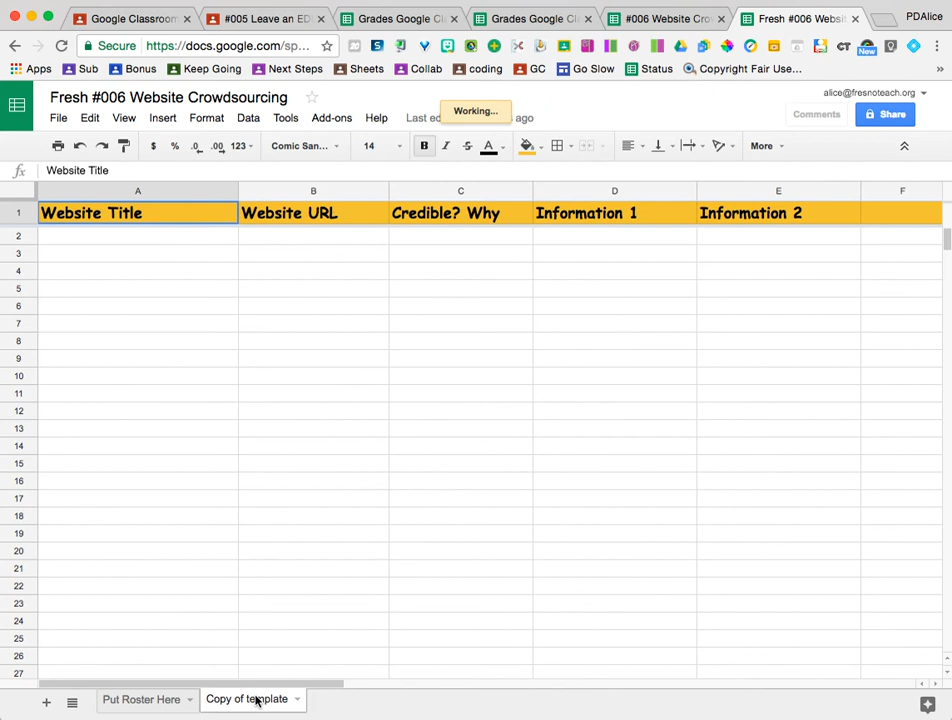 Google Classroom
#005 Leave an ED
Grades Google Cl
Grades Google Cl
#006 Website Cro
Fresh #006 Websi
PDAlice
Secure
https://docs.google.com/sp...
New
Apps
Sub
Bonus
Keep Going
Next Steps
Sheets
Collab
coding
GC
Go Slow
Status
Copyright Fair Use...
»
Fresh #006 Website Crowdsourcing
alice@fresnoteach.org
Working...
Comments
Share
File Edit View Insert Format Data Tools Add-ons Help Last ed ago
$ % .0 .00 123 Comic San... 14 B I S A More
fx Website Title
A B C D E F
1 Website Title Website URL Credible? Why Information 1 Information 2
2
3
4
5
6
7
8
9
10
11
12
13
14
15
16
17
18
19
20
21
22
23
24
25
26
27
+ Put Roster Here Copy of template